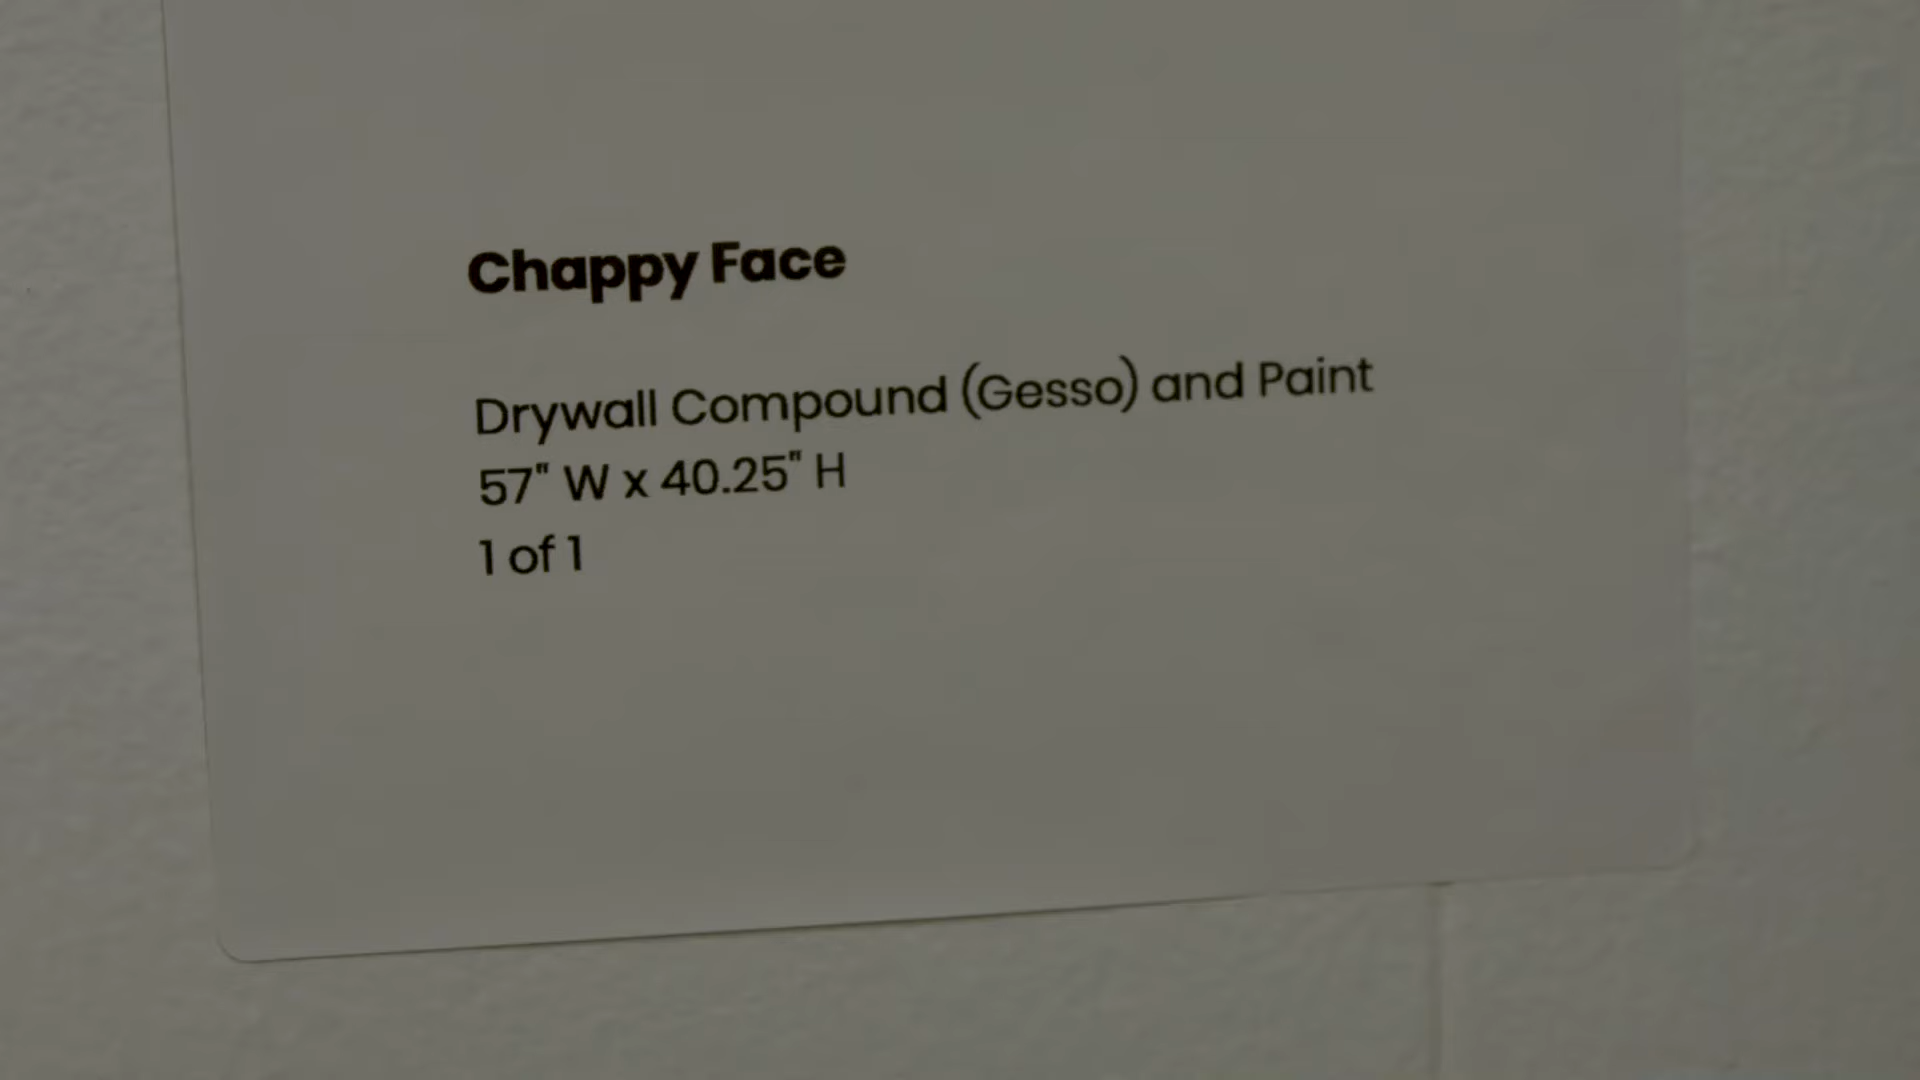 Chappy Face
Drywall Compound (Gesso) and Paint
57" W x 40.25" H
1 of 1